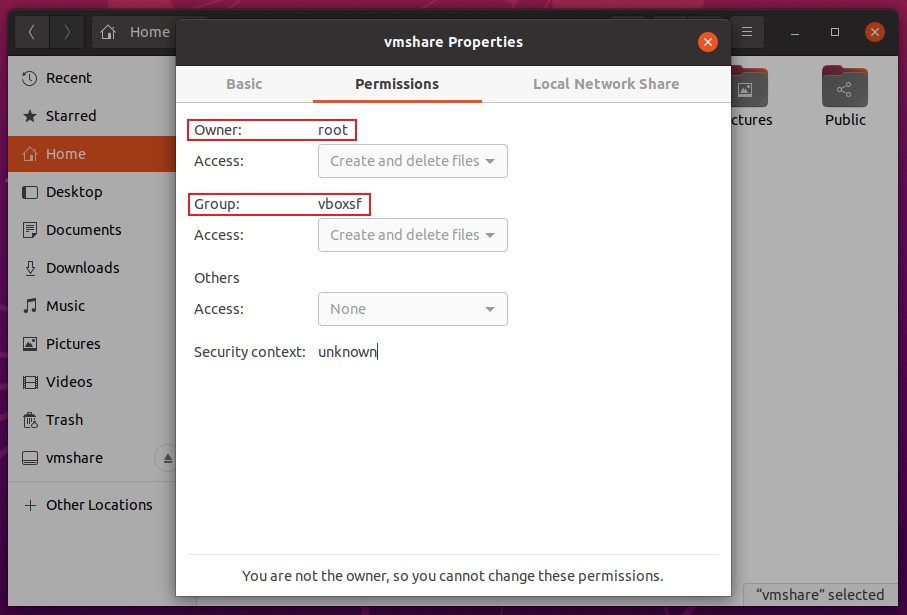 Home
vmshare Properties
Recent
Starred
Home
Desktop
Documents
Downloads
Music
Pictures
Videos
Trash
vmshare
Other Locations
Basic
Permissions
Local Network Share
Owner: root
Access: Create and delete files
Group: vboxsf
Access: Create and delete files
Others
Access: None
Security context: unknown
You are not the owner, so you cannot change these permissions.
ctures
Public
“vmshare” selected